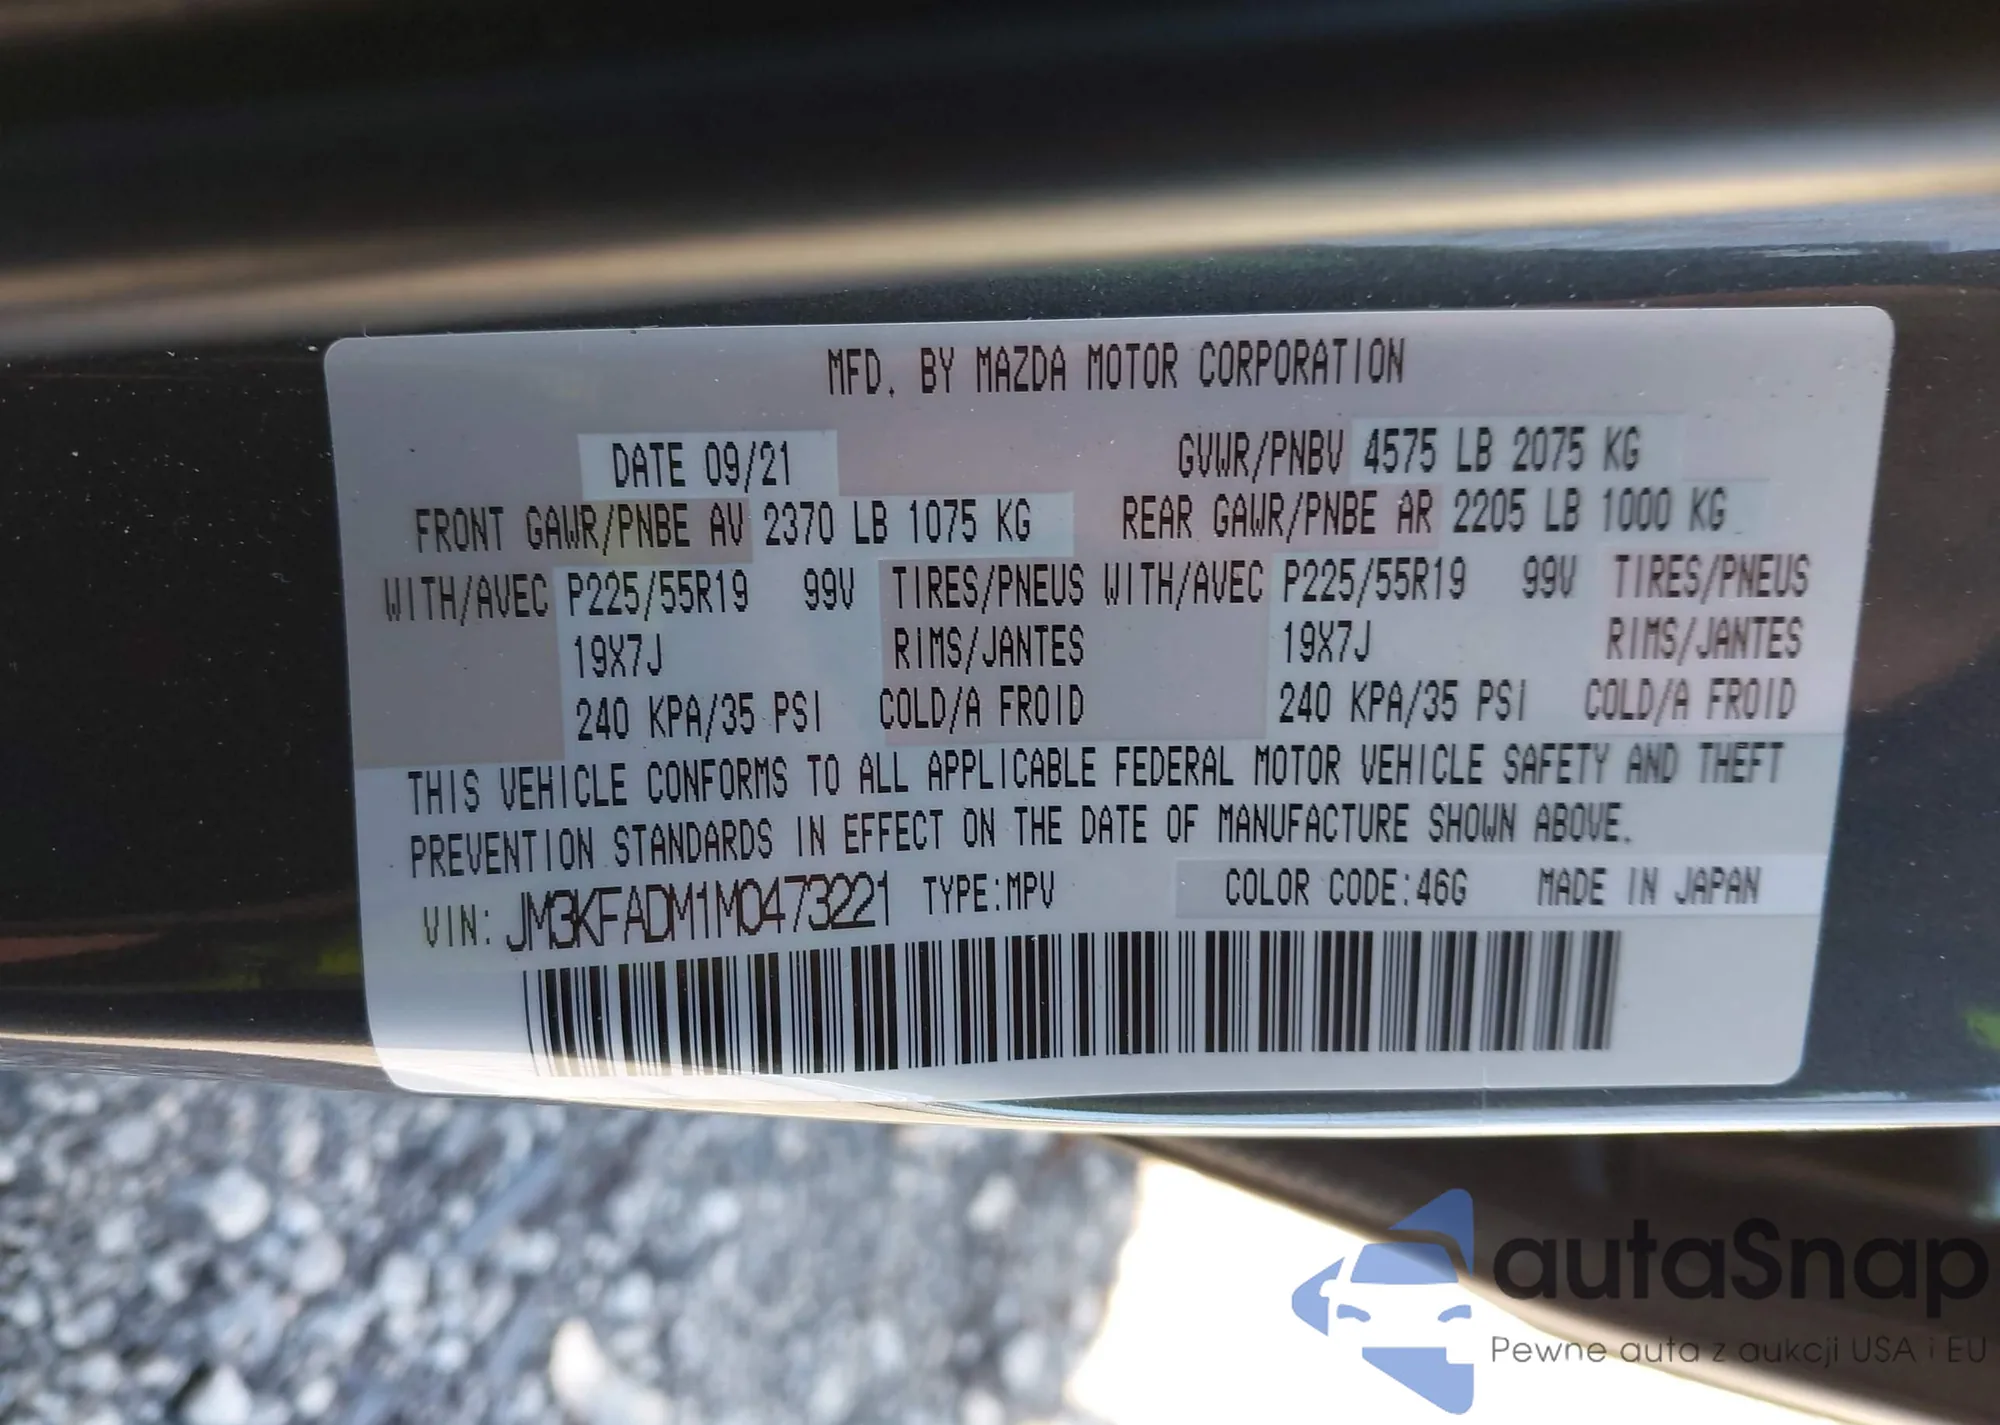 MFD. BY MAZDA MOTOR CORPORATION
DATE 09/21 GVWR/PNBV 4575 LB 2075 KG
FRONT GAWR/PNBE AV 2370 LB 1075 KG REAR GAWR/PNBE AR 2205 LB 1000 KG
WITH/AVEC P225/55R19 99V TIRES/PNEUS WITH/AVEC P225/55R19 99V TIRES/PNEUS
19X7J RIMS/JANTES 19X7J RIMS/JANTES
240 KPA/35 PSI COLD/A FROID 240 KPA/35 PSI COLD/A FROID
THIS VEHICLE CONFORMS TO ALL APPLICABLE FEDERAL MOTOR VEHICLE SAFETY AND THEFT
PREVENTION STANDARDS IN EFFECT ON THE DATE OF MANUFACTURE SHOWN ABOVE.
VIN: JM3KFADM1M0473221 TYPE:MPV COLOR CODE:46G MADE IN JAPAN
autaSnap
Pewne auta z aukcji USA i EU